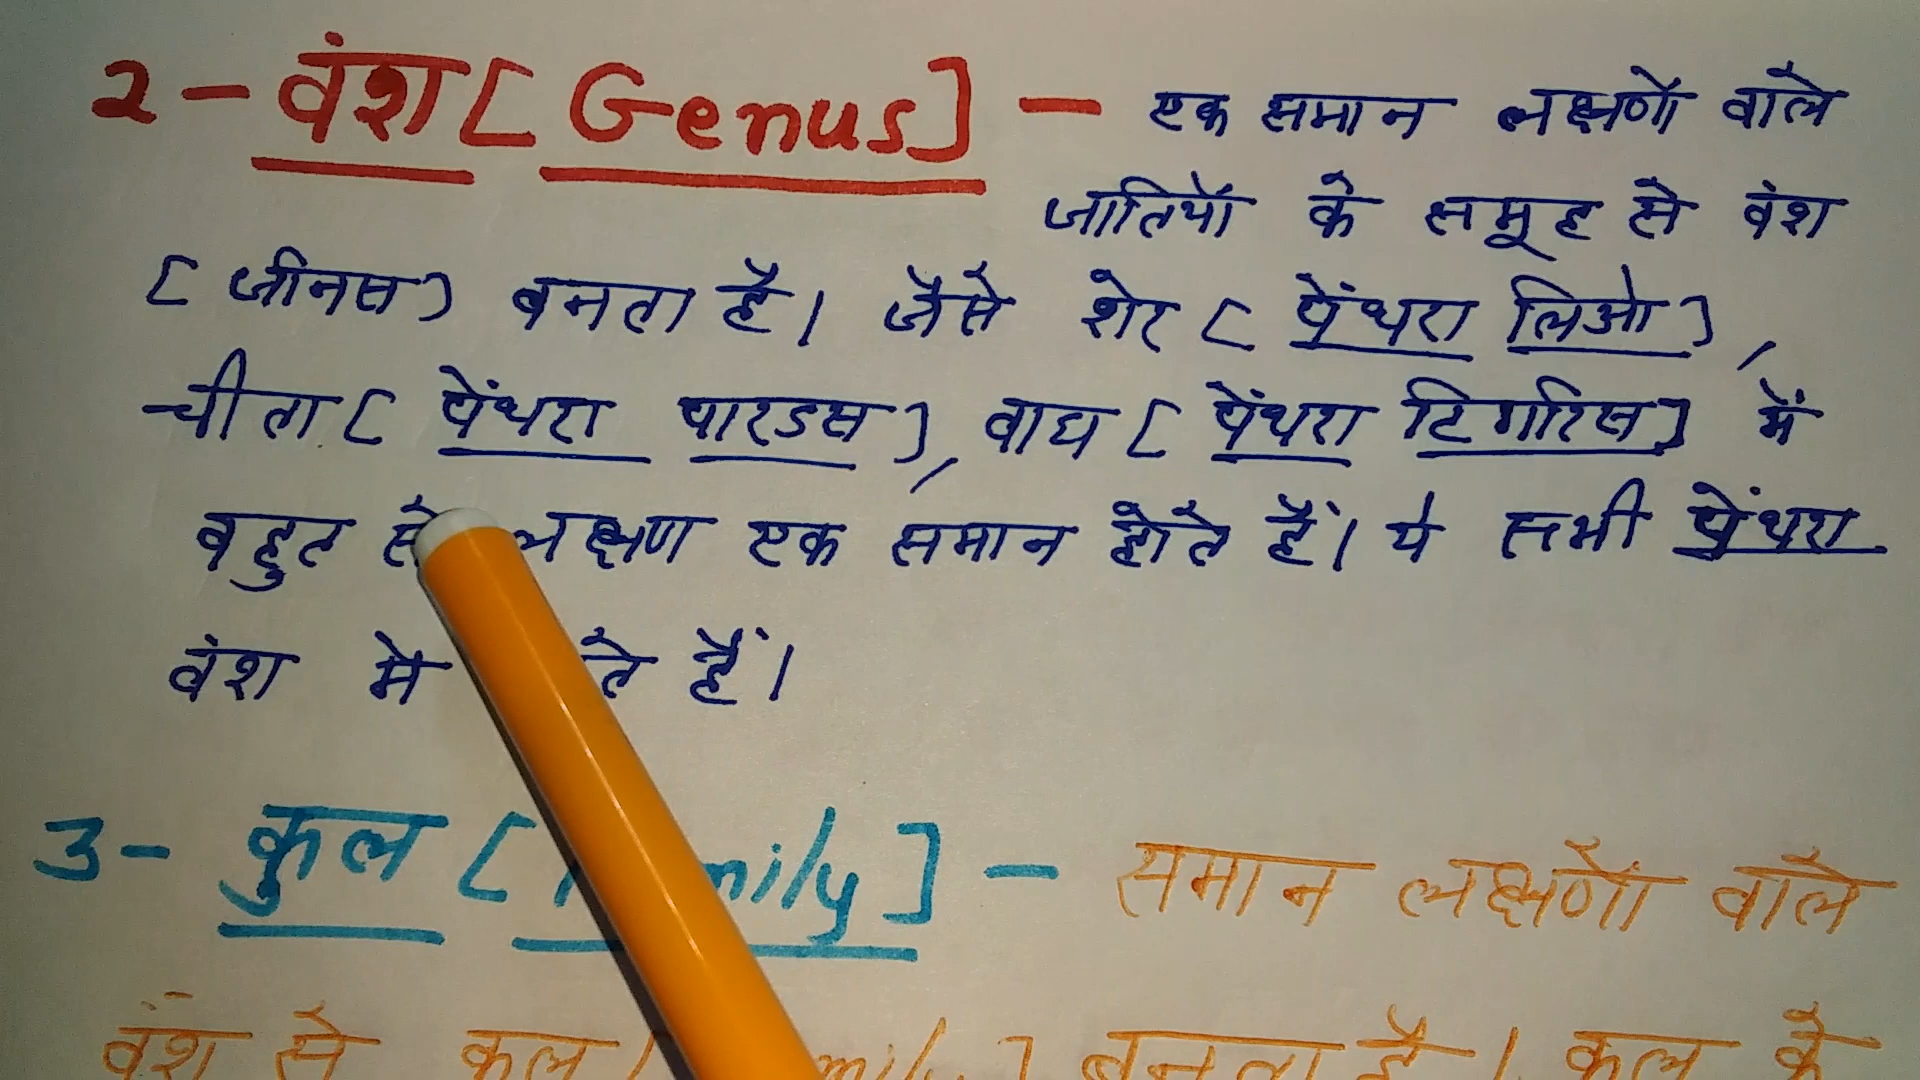 2 - वंश [ Genus ] - एक समान लक्षणों वाले
जातियों के समूह से वंश
[ जीनस ) बनता है। जैसे शेर [ पेंथरा लिओ ) ,
चीता [ पेंथरा पारडस ) , वाघ [ पेंथरा टिगरिस ] में
बहुत से लक्षण एक समान होते हैं। ये सभी पेंथरा
वंश मे हैं।
3 - कुल [ ] - समान लक्षणों वाले
वंश से कुल बनता है। कुल के